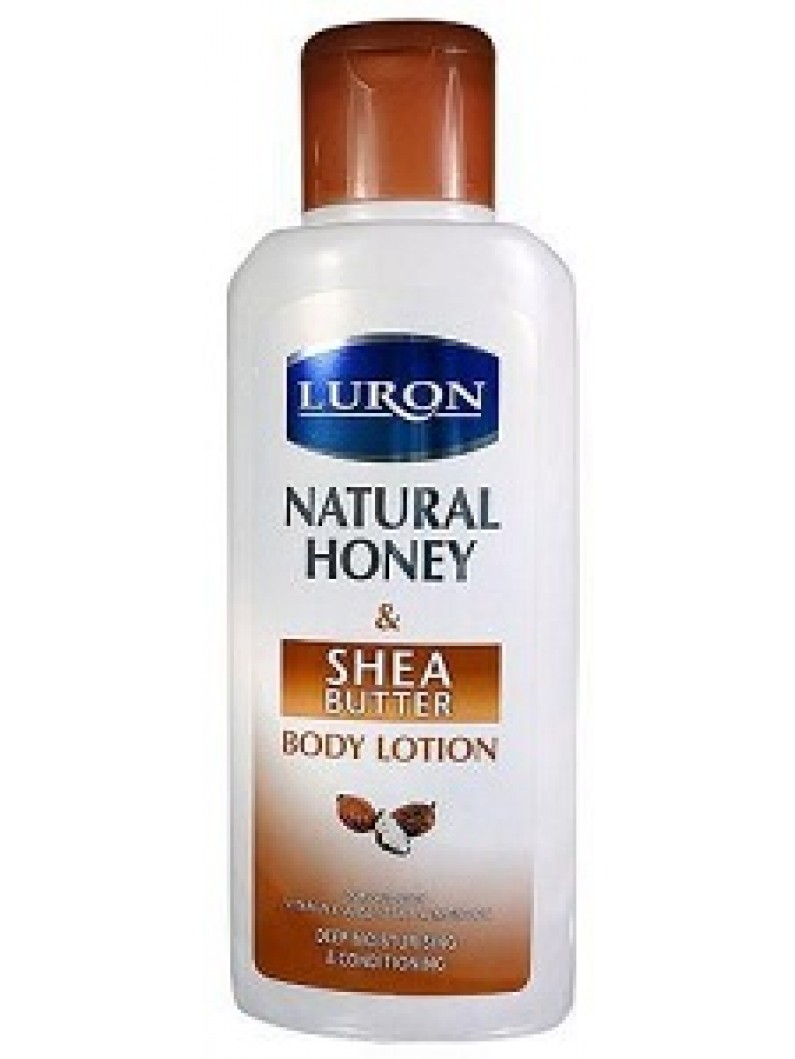 LURON
NATURAL
HONEY
&
SHEA
BUTTER
BODY LOTION
DEEP MOISTURISING
& CONDITIONING